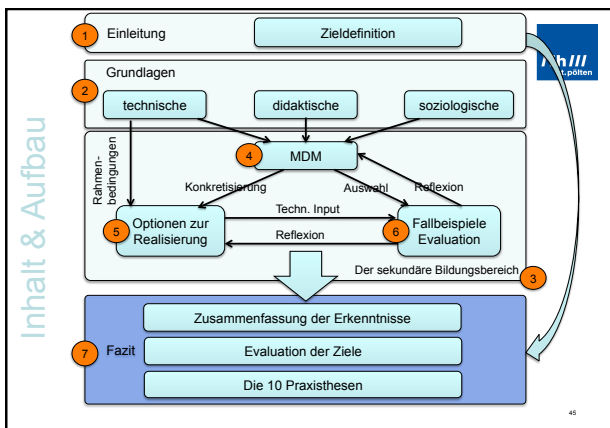 Inhalt & Aufbau
1
Einleitung
Zieldefinition
st.pölten
Grundlagen
2
technische
didaktische
soziologische
Rahmen-
bedingungen
4
MDM
Konkretisierung
Auswahl
Reflexion
5
Optionen zur
Realisierung
Techn. Input
Reflexion
6
Fallbeispiele
Evaluation
Der sekundäre Bildungsbereich
3
7
Fazit
Zusammenfassung der Erkenntnisse
Evaluation der Ziele
Die 10 Praxisthesen
45